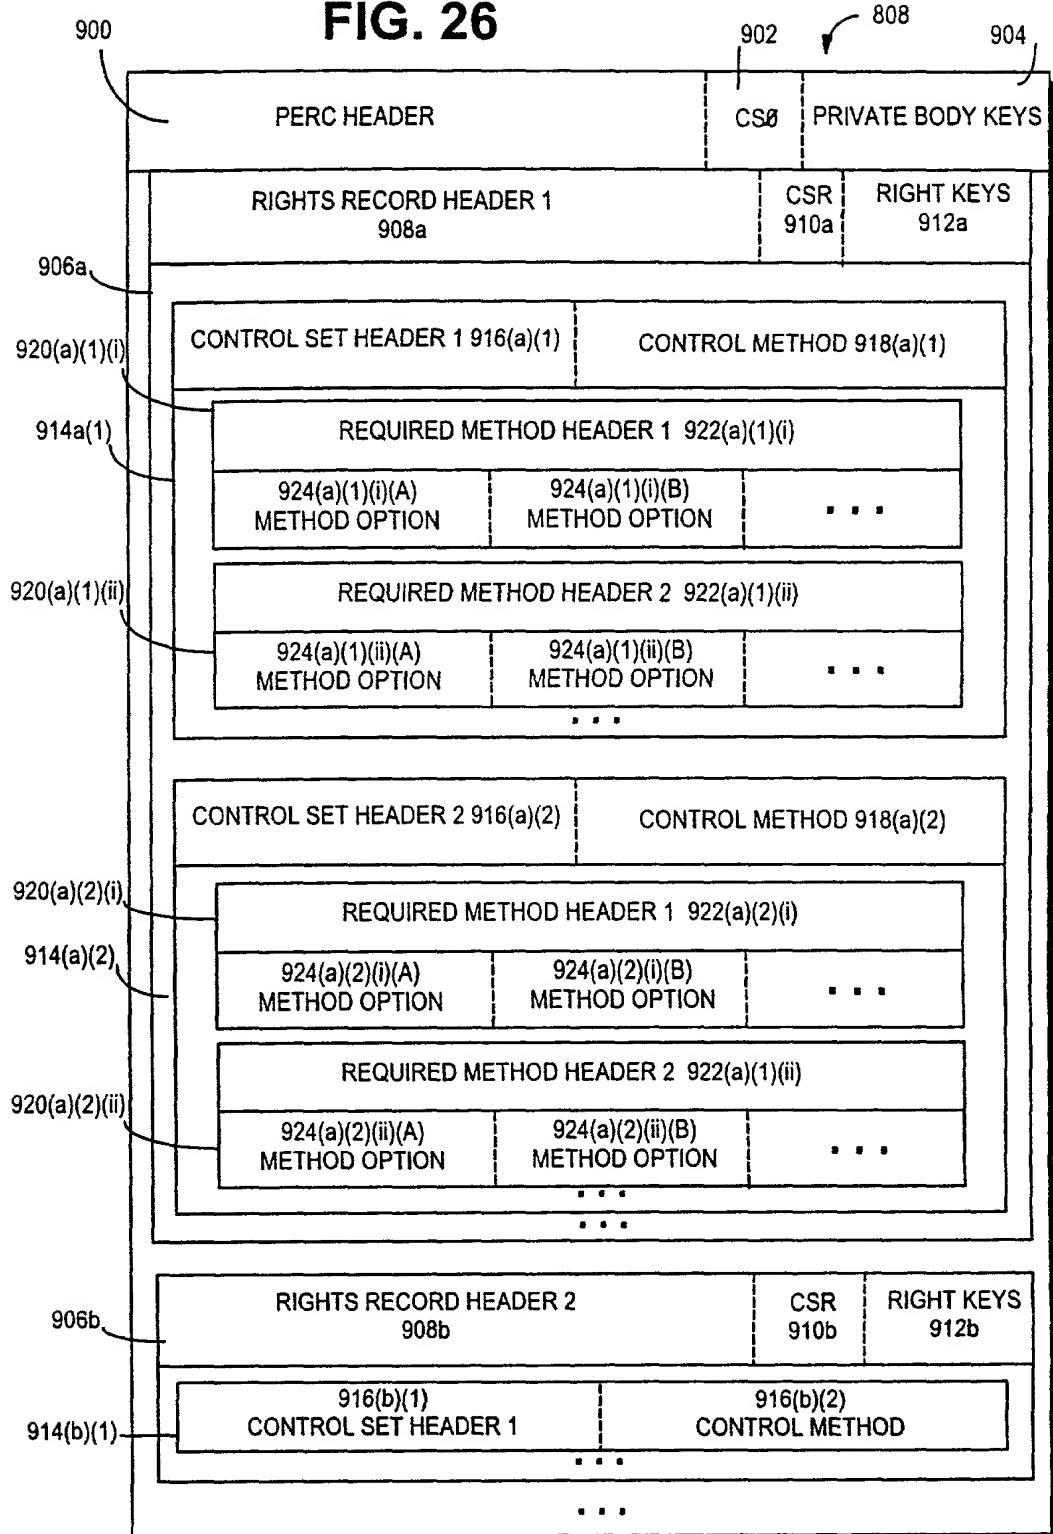 FIG. 26
900
902
808
904
PERC HEADER
CSØ
PRIVATE BODY KEYS
RIGHTS RECORD HEADER 1
908a
CSR
910a
RIGHT KEYS
912a
906a
CONTROL SET HEADER 1 916(a)(1)
CONTROL METHOD 918(a)(1)
920(a)(1)(i)
914a(1)
REQUIRED METHOD HEADER 1 922(a)(1)(i)
924(a)(1)(i)(A)
METHOD OPTION
924(a)(1)(i)(B)
METHOD OPTION
...
920(a)(1)(ii)
REQUIRED METHOD HEADER 2 922(a)(1)(ii)
924(a)(1)(ii)(A)
METHOD OPTION
924(a)(1)(ii)(B)
METHOD OPTION
...
...
CONTROL SET HEADER 2 916(a)(2)
CONTROL METHOD 918(a)(2)
920(a)(2)(i)
914(a)(2)
REQUIRED METHOD HEADER 1 922(a)(2)(i)
924(a)(2)(i)(A)
METHOD OPTION
924(a)(2)(i)(B)
METHOD OPTION
...
920(a)(2)(ii)
REQUIRED METHOD HEADER 2 922(a)(1)(ii)
924(a)(2)(ii)(A)
METHOD OPTION
924(a)(2)(ii)(B)
METHOD OPTION
...
...
...
906b
RIGHTS RECORD HEADER 2
908b
CSR
910b
RIGHT KEYS
912b
914(b)(1)
916(b)(1)
CONTROL SET HEADER 1
916(b)(2)
CONTROL METHOD
...
...